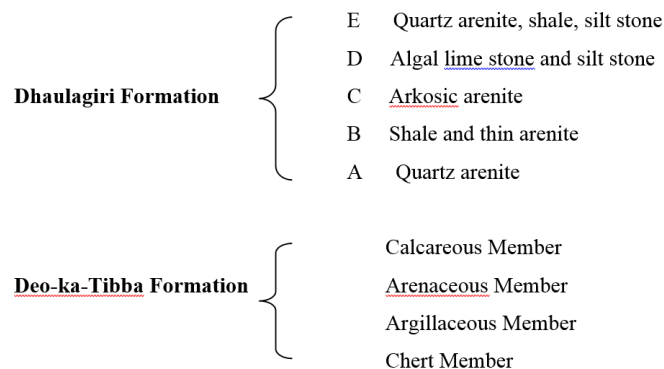 E Quartz arenite, shale, silt stone
D Algal lime stone and silt stone
Dhaulagiri Formation
C Arkosic arenite
B Shale and thin arenite
A Quartz arenite
Calcareous Member
Deo-ka-Tibba Formation
Arenaceous Member
Argillaceous Member
Chert Member